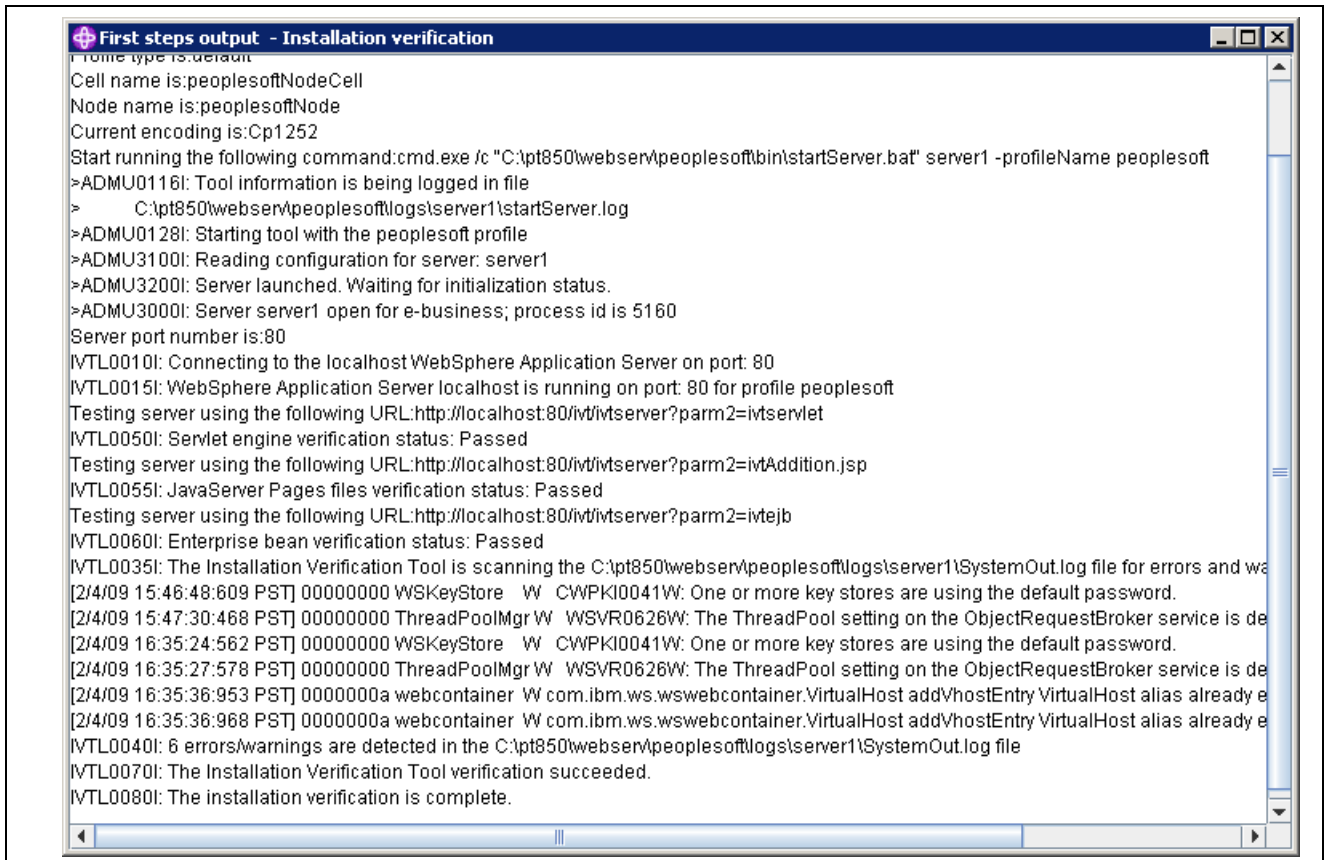 First steps output - Installation verification
Profile type is:default
Cell name is:peoplesoftNodeCell
Node name is:peoplesoftNode
Current encoding is:Cp1252
Start running the following command:cmd.exe /c "C:\pt850\webserv\peoplesoft\bin\startServer.bat" server1 -profileName peoplesoft
>ADMU0116I: Tool information is being logged in file
> C:\pt850\webserv\peoplesoft\logs\server1\startServer.log
>ADMU0128I: Starting tool with the peoplesoft profile
>ADMU3100I: Reading configuration for server: server1
>ADMU3200I: Server launched. Waiting for initialization status.
>ADMU3000I: Server server1 open for e-business; process id is 5160
Server port number is:80
IVTL0010I: Connecting to the localhost WebSphere Application Server on port: 80
IVTL0015I: WebSphere Application Server localhost is running on port: 80 for profile peoplesoft
Testing server using the following URL:http://localhost:80/ivt/ivtserver?parm2=ivtservlet
IVTL0050I: Servlet engine verification status: Passed
Testing server using the following URL:http://localhost:80/ivt/ivtserver?parm2=ivtAddition.jsp
IVTL0055I: JavaServer Pages files verification status: Passed
Testing server using the following URL:http://localhost:80/ivt/ivtserver?parm2=ivtejb
IVTL0060I: Enterprise bean verification status: Passed
IVTL0035I: The Installation Verification Tool is scanning the C:\pt850\webserv\peoplesoft\logs\server1\SystemOut.log file for errors and wa
[2/4/09 15:46:48:609 PST] 00000000 WSKeyStore W CWPKI0041W: One or more key stores are using the default password.
[2/4/09 15:47:30:468 PST] 00000000 ThreadPoolMgr W WSVR0626W: The ThreadPool setting on the ObjectRequestBroker service is de
[2/4/09 16:35:24:562 PST] 00000000 WSKeyStore W CWPKI0041W: One or more key stores are using the default password.
[2/4/09 16:35:27:578 PST] 00000000 ThreadPoolMgr W WSVR0626W: The ThreadPool setting on the ObjectRequestBroker service is de
[2/4/09 16:35:36:953 PST] 0000000a webcontainer W com.ibm.ws.wswebcontainer.VirtualHost addVhostEntry VirtualHost alias already e
[2/4/09 16:35:36:968 PST] 0000000a webcontainer W com.ibm.ws.wswebcontainer.VirtualHost addVhostEntry VirtualHost alias already e
IVTL0040I: 6 errors/warnings are detected in the C:\pt850\webserv\peoplesoft\logs\server1\SystemOut.log file
IVTL0070I: The Installation Verification Tool verification succeeded.
IVTL0080I: The installation verification is complete.